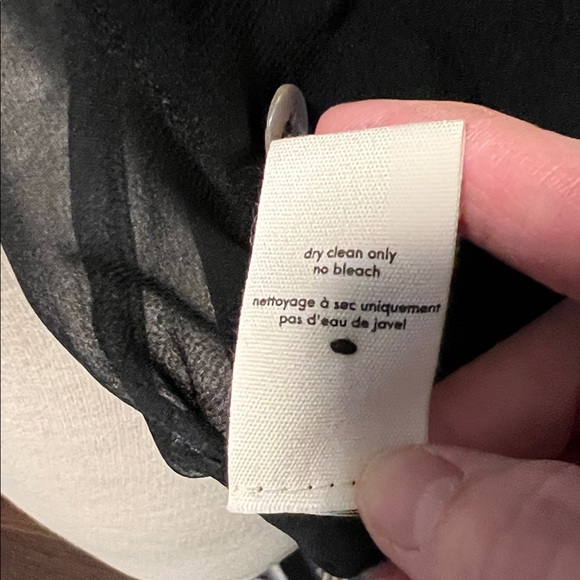 dry clean only
no bleach
nettoyage à sec uniquement
pas d'eau de javel